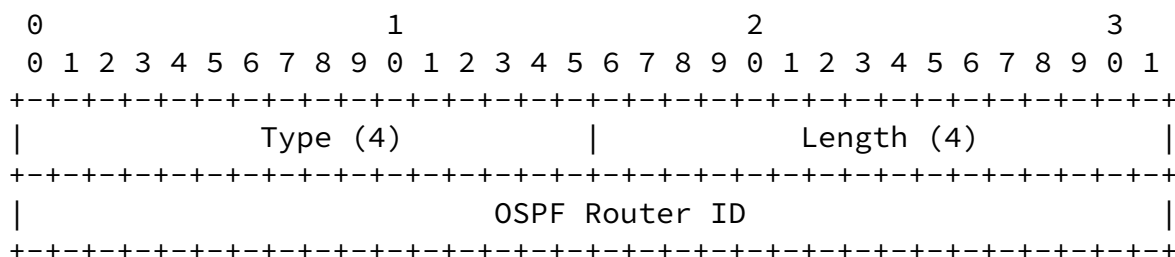 0                   1                   2                   3
 0 1 2 3 4 5 6 7 8 9 0 1 2 3 4 5 6 7 8 9 0 1 2 3 4 5 6 7 8 9 0 1
+-+-+-+-+-+-+-+-+-+-+-+-+-+-+-+-+-+-+-+-+-+-+-+-+-+-+-+-+-+-+-+-+
|             Type (4)          |           Length (4)          |
+-+-+-+-+-+-+-+-+-+-+-+-+-+-+-+-+-+-+-+-+-+-+-+-+-+-+-+-+-+-+-+-+
|                          OSPF Router ID                       |
+-+-+-+-+-+-+-+-+-+-+-+-+-+-+-+-+-+-+-+-+-+-+-+-+-+-+-+-+-+-+-+-+